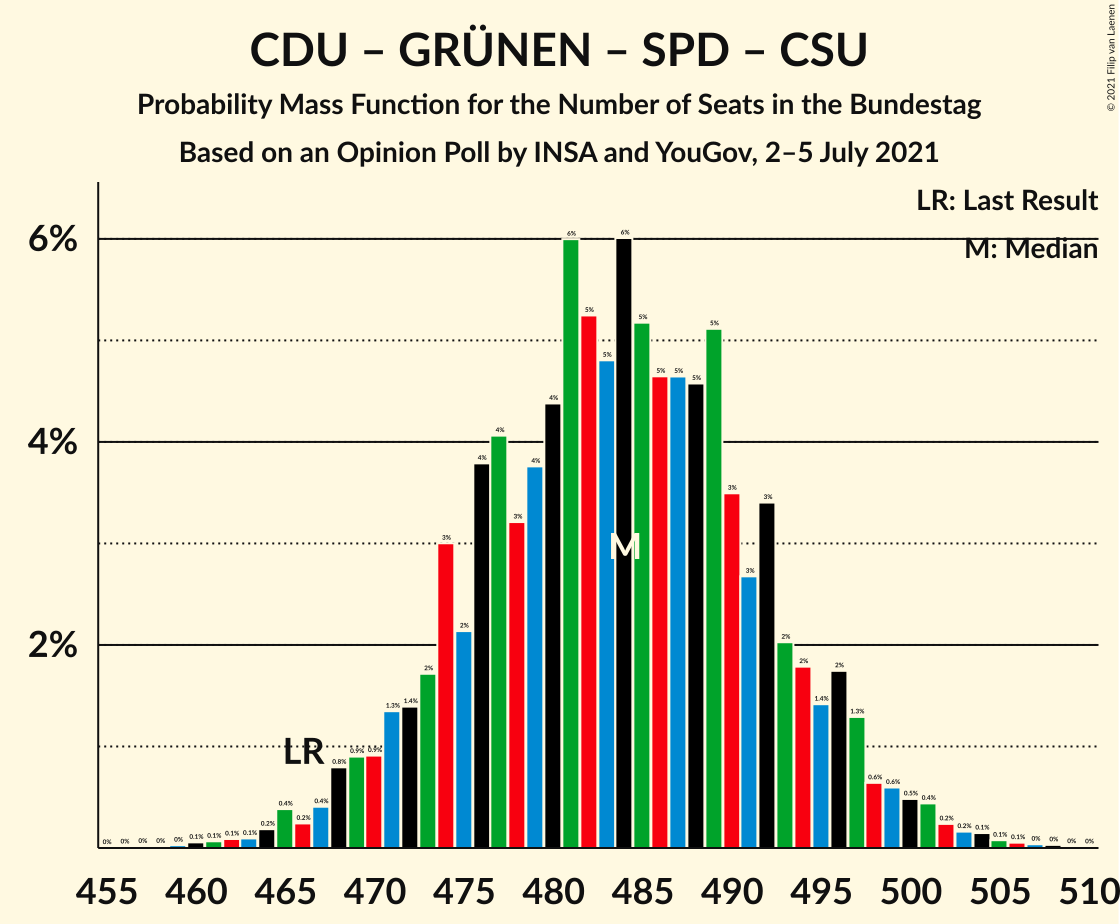 CDU – GRÜNEN – SPD – CSU
Probability Mass Function for the Number of Seats in the Bundestag
Based on an Opinion Poll by INSA and YouGov, 2–5 July 2021
© 2021 Filip van Laenen
LR: Last Result
M: Median
6%
4%
2%
LR
M
0% 0% 0% 0% 0% 0.1% 0.1% 0.1% 0.1% 0.2% 0.4% 0.2% 0.4% 0.8% 0.9% 0.9% 1.3% 1.4% 2% 3% 2% 4% 4% 3% 4% 4% 6% 5% 5% 6% 5% 5% 5% 5% 5% 3% 3% 3% 2% 2% 1.4% 2% 1.3% 0.6% 0.6% 0.5% 0.4% 0.2% 0.2% 0.1% 0.1% 0.1% 0% 0% 0% 0%
455 460 465 470 475 480 485 490 495 500 505 510